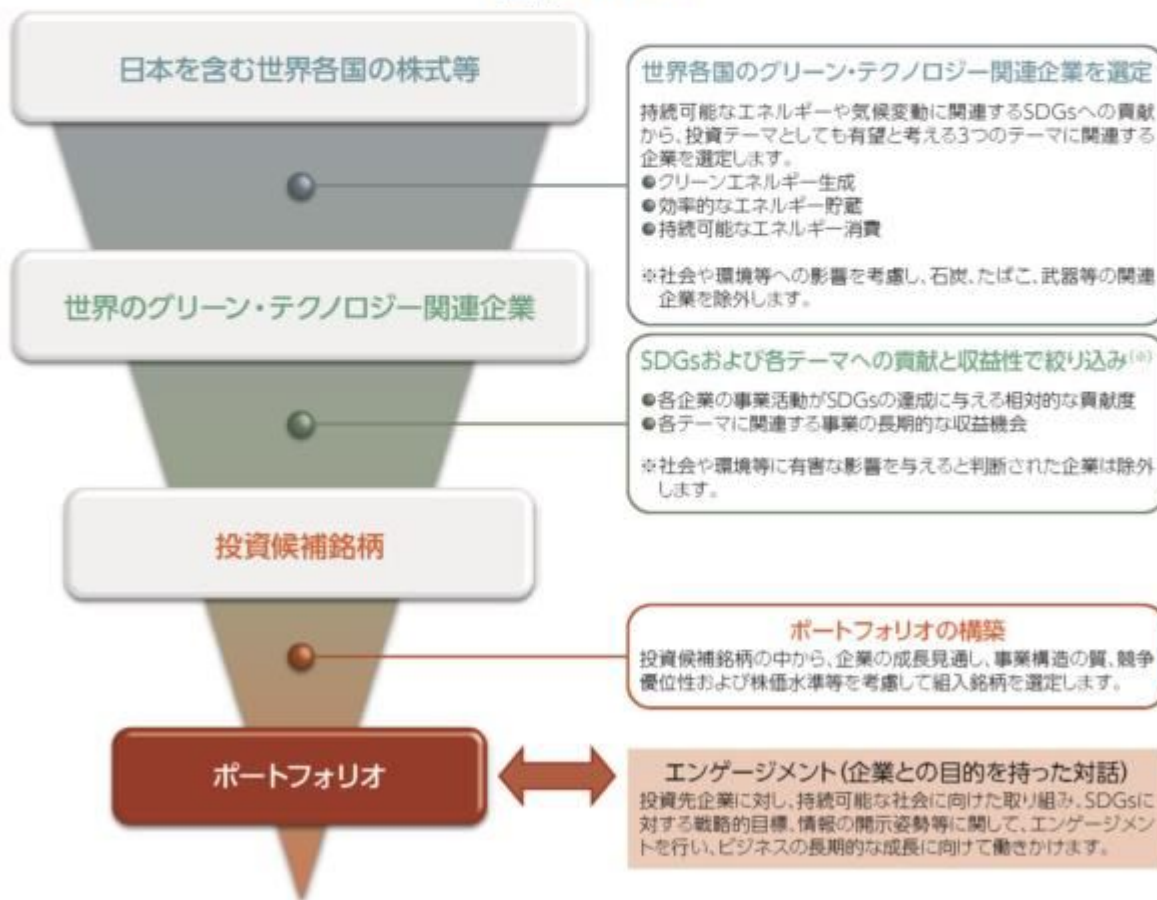 日本を含む世界各国の株式等
世界各国のグリーン・テクノロジー関連企業を選定
持続可能なエネルギーや気候変動に関連するSDGsへの貢献
から、投資テーマとしても有望と考える3つのテーマに関連する
企業を選定します。
●クリーンエネルギー生成
●効率的なエネルギー貯蔵
●持続可能なエネルギー消費
※社会や環境等への影響を考慮し、石炭、たばこ、武器等の関連
企業を除外します。
世界のグリーン・テクノロジー関連企業
SDGsおよび各テーマへの貢献と収益性で絞り込み(※)
●各企業の事業活動がSDGsの達成に与える相対的な貢献度
●各テーマに関連する事業の長期的な収益機会
※社会や環境等に有害な影響を与えると判断された企業は除外
します。
投資候補銘柄
ポートフォリオの構築
投資候補銘柄の中から、企業の成長見通し、事業構造の質、競争
優位性および株価水準等を考慮して組入銘柄を選定します。
ポートフォリオ
エンゲージメント(企業との目的を持った対話)
投資先企業に対し、持続可能な社会に向けた取り組み、SDGsに
対する戦略的目標、情報の開示姿勢等に関して、エンゲージメン
トを行い、ビジネスの長期的な成長に向けて働きかけます。